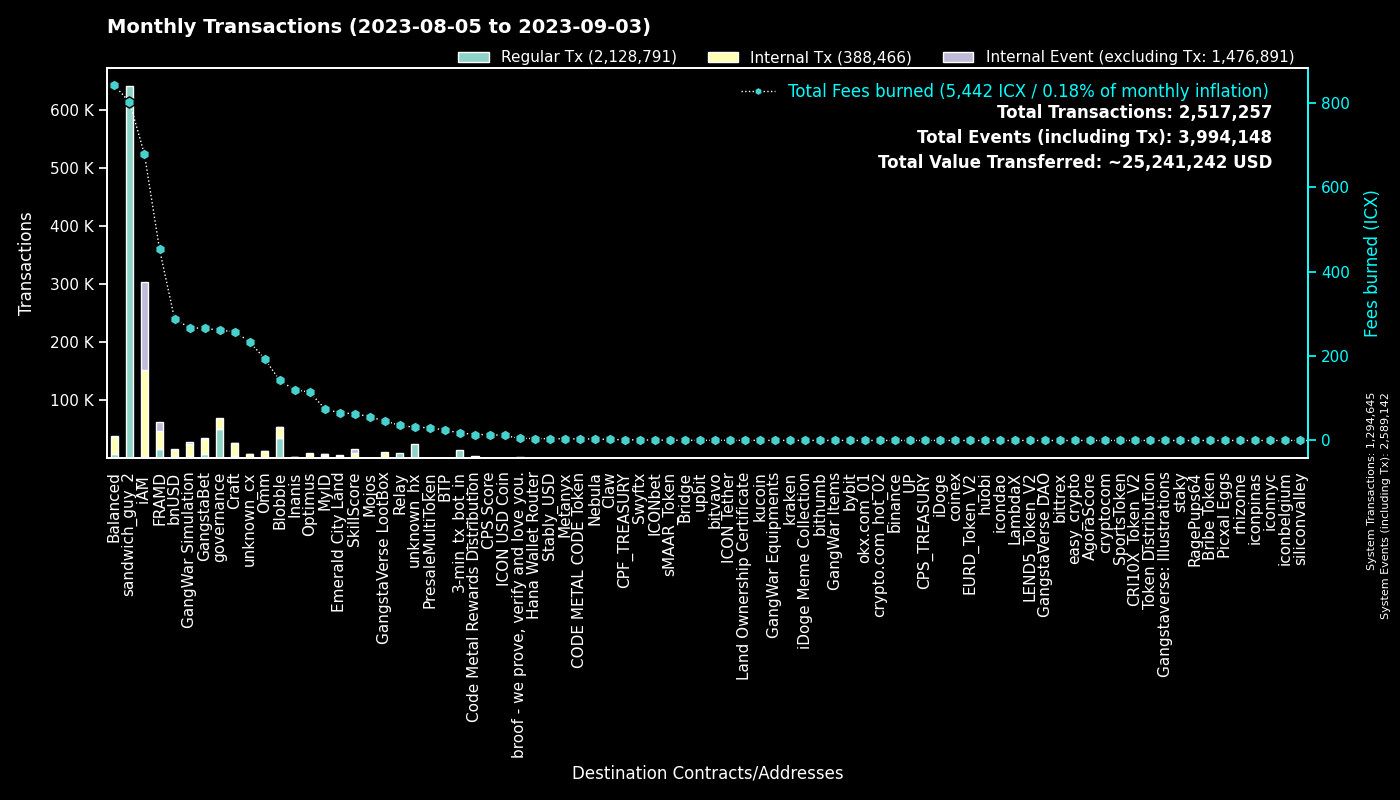 Monthly Transactions (2023-08-05 to 2023-09-03)
Regular Tx (2,128,791)
Internal Tx (388,466)
Internal Event (excluding Tx: 1,476,891)
Total Fees burned (5,442 ICX / 0.18% of monthly inflation)
Total Transactions: 2,517,257
Total Events (including Tx): 3,994,148
Total Value Transferred: ~25,241,242 USD
Transactions
600 K
500 K
400 K
300 K
200 K
100 K
800
600
400
200
0
Fees burned (ICX)
System Transactions: 1,294,645
System Events (including Tx): 2,589,142
Balanced
sandwich_guy_2
iAM
FRAMD
bnUSD
GangWar Simulation
GangstaBet
governance
Craft
unknown_cx
Omm
Blobble
Inanis
Optimus
MyID
Emerald City Land
SkillScore
Mojos
GangstaVerse LootBox
Relay
unknown_hx
PresaleMultiToken
BTP
3-min_tx_bot_in
Code Metal Rewards Distribution
CPS Score
ICON USD Coin
broof - we prove, verify and love you.
Hana Wallet Router
Stably_USD
Metanyx
CODE METAL CODE Token
Nebula
Claw
CPF_TREASURY
Swyftx
ICONbet
sMAAR_Token
Bridge
upbit
bitvavo
ICON Tether
Land Ownership Certificate
kucoin
GangWar Equipments
kraken
iDoge Meme Collection
bithumb
GangWar Items
bybit
okx.com_01
crypto.com_hot_02
binance
UP
CPS_TREASURY
iDoge
coinex
EURD_Token_V2
huobi
icondao
LambdaX
LEND5_Token_V2
GangstaVerse DAO
bittrex
easy_crypto
AgoraScore
cryptocom
SportsToken
CRI10X_Token_V2
Token Distribution
Gangstaverse: Illustrations
staky
RagePups64
Bribe Token
Picxal Eggs
rhizome
iconpinas
iconnyc
iconbelgium
siliconvalley
Destination Contracts/Addresses